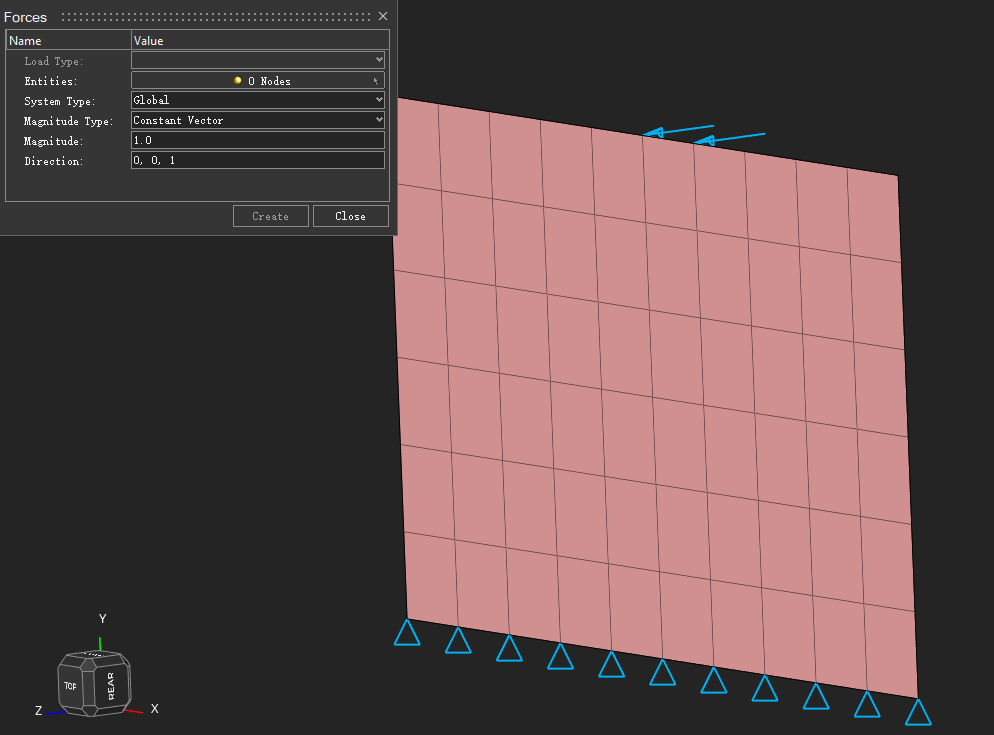 Forces
Name Value
Load Type:
Entities: 0 Nodes
System Type: Global
Magnitude Type: Constant Vector
Magnitude: 1.0
Direction: 0, 0, 1
Create Close
Y
TOP REAR
Z X